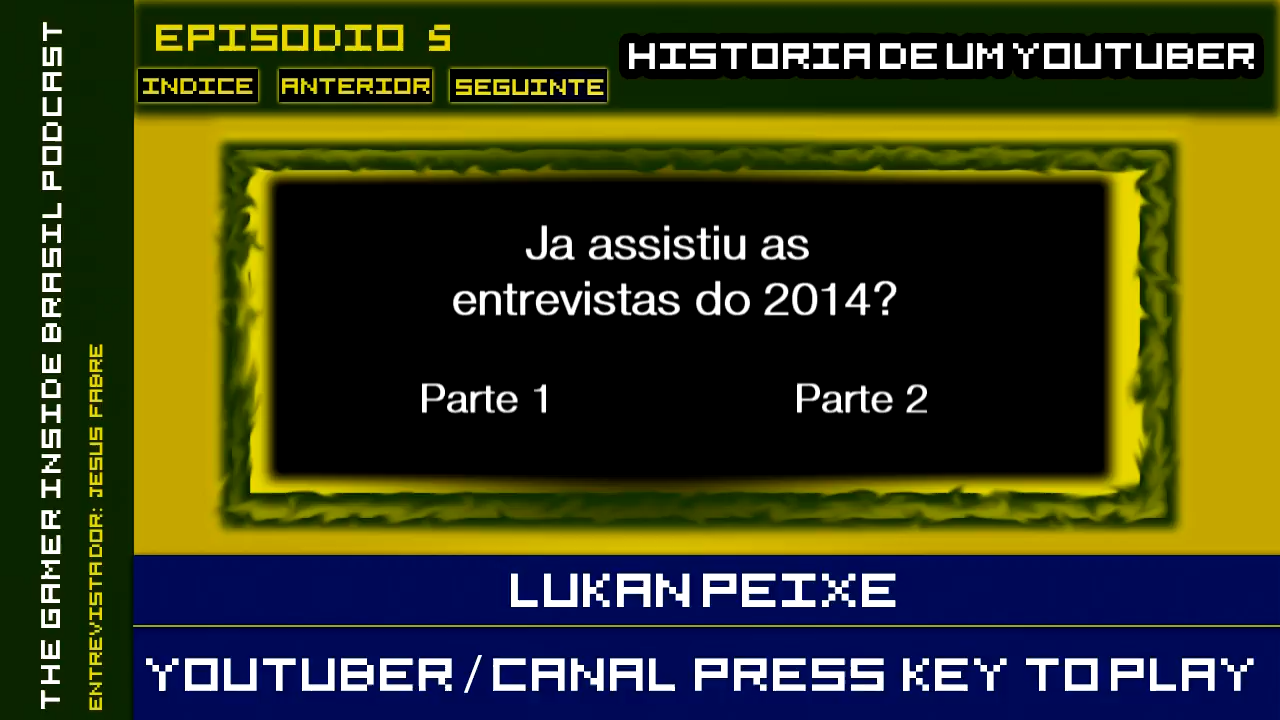 THE GAMER INSIDE BRASIL PODCAST
ENTREVISTADOR: JESUS FABRE
EPISODIO 5
INDICE ANTERIOR SEGUINTE
HISTORIA DE UM YOUTUBER
Ja assistiu as
entrevistas do 2014?
Parte 1 Parte 2
LUKAN PEIXE
YOUTUBER / CANAL PRESS KEY TO PLAY